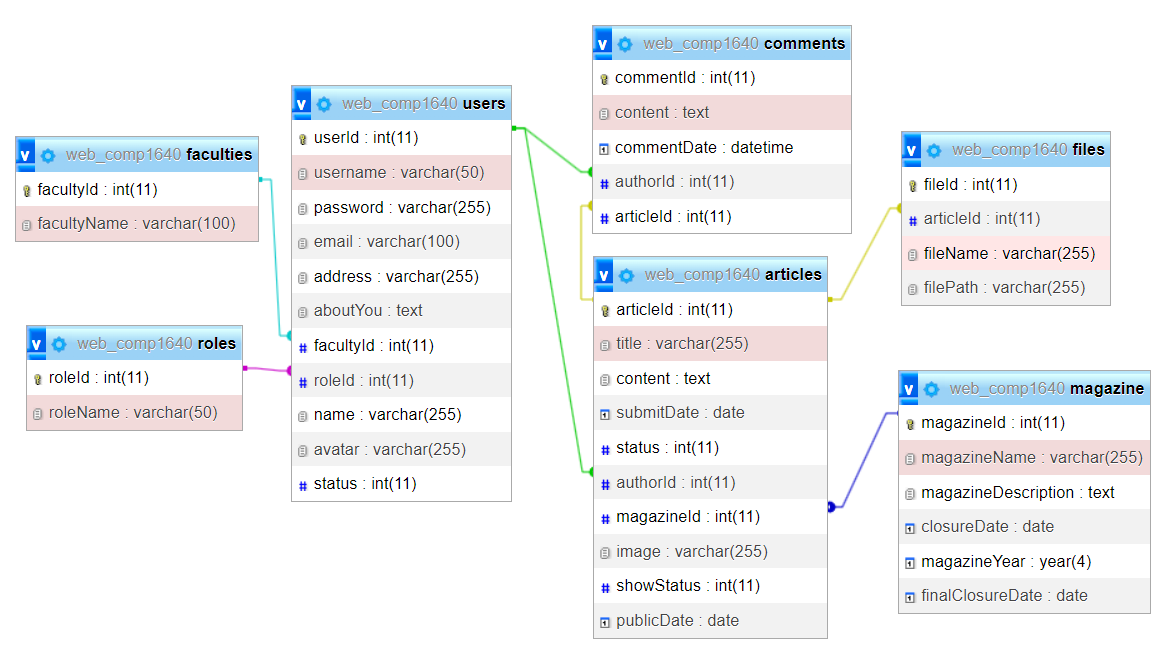 web_comp1640 faculties
facultyId : int(11)
facultyName : varchar(100)
web_comp1640 roles
roleId : int(11)
roleName : varchar(50)
v web_comp1640 users
userId : int(11)
username : varchar(50)
password : varchar(255)
email : varchar(100)
address : varchar(255)
aboutYou : text
facultyId : int(11)
roleId : int(11)
name : varchar(255)
avatar : varchar(255)
status : int(11)
v web_comp1640 comments
commentId : int(11)
content : text
commentDate : datetime
authorId : int(11)
articleId : int(11)
v web_comp1640 articles
articleId : int(11)
title : varchar(255)
content : text
submitDate : date
status : int(11)
authorId : int(11)
magazineId : int(11)
image : varchar(255)
showStatus : int(11)
publicDate : date
v web_comp1640 files
fileId : int(11)
articleId : int(11)
fileName : varchar(255)
filePath : varchar(255)
v web_comp1640 magazine
magazineId : int(11)
magazineName : varchar(255)
magazineDescription : text
closureDate : date
magazineYear : year(4)
finalClosureDate : date